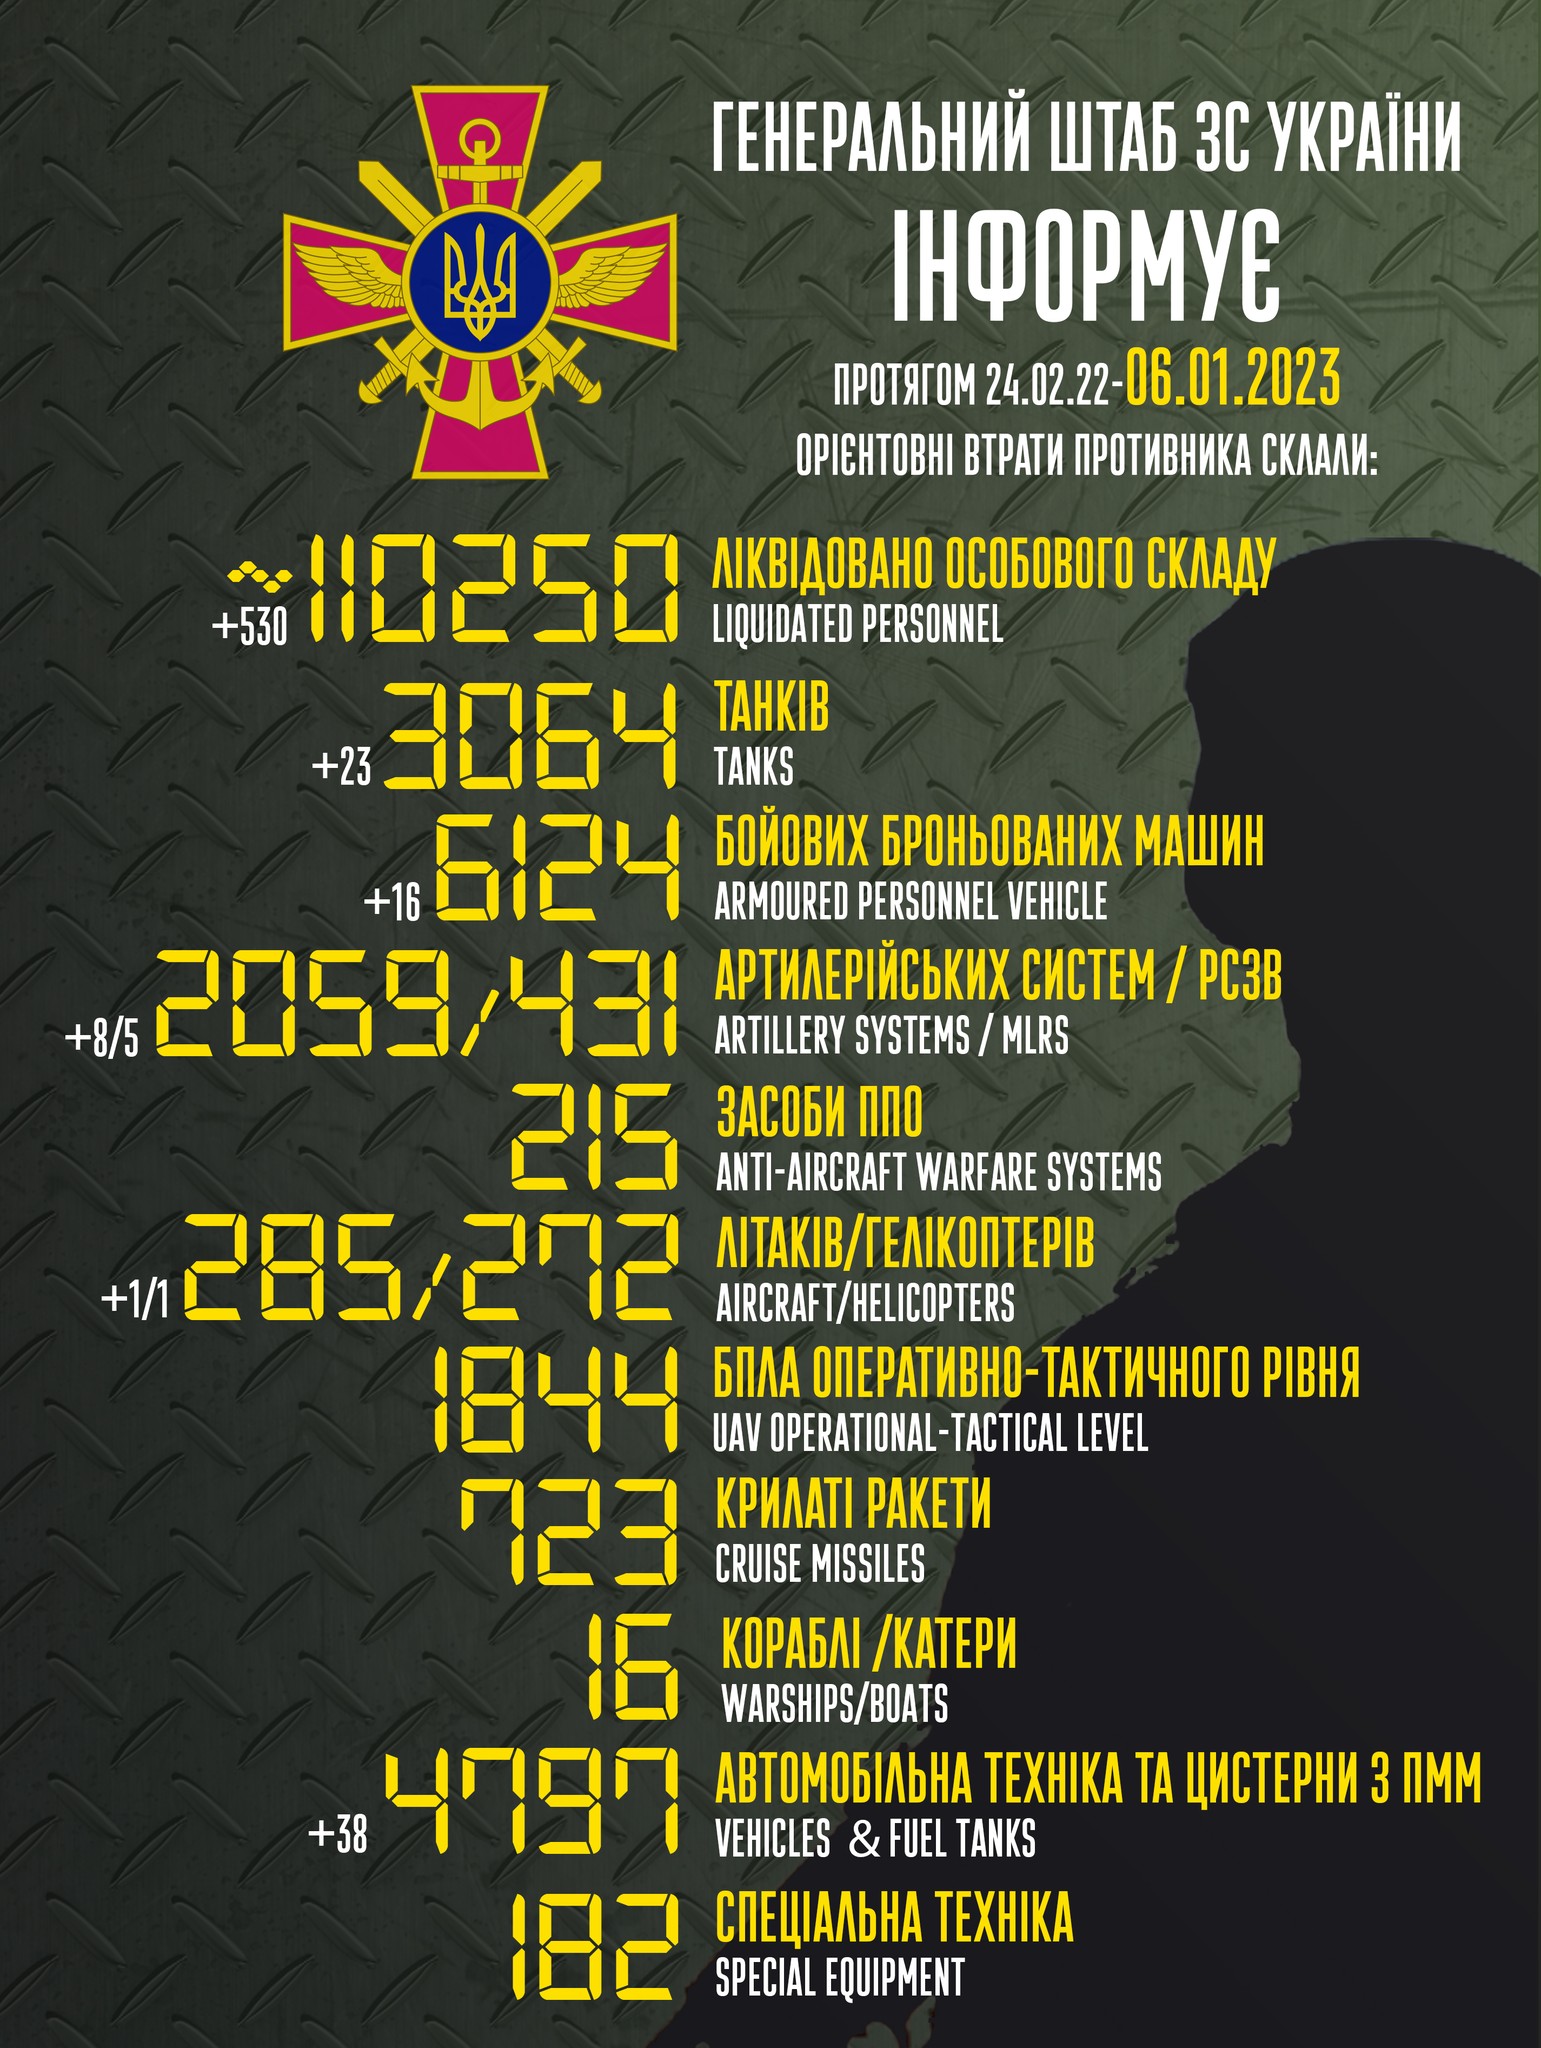 ГЕНЕРАЛЬНИЙ ШТАБ ЗС УКРАЇНИ
ІНФОРМУЄ
ПРОТЯГОМ 24.02.22-06.01.2023
ОРІЄНТОВНІ ВТРАТИ ПРОТИВНИКА СКЛАЛИ:
~110250 ЛІКВІДОВАНО ОСОБОВОГО СКЛАДУ
+530 LIQUIDATED PERSONNEL
3064 ТАНКІВ
+23 TANKS
6124 БОЙОВИХ БРОНЬОВАНИХ МАШИН
+16 ARMOURED PERSONNEL VEHICLE
2059/431 АРТИЛЕРІЙСЬКИХ СИСТЕМ / РСЗВ
+8/5 ARTILLERY SYSTEMS / MLRS
215 ЗАСОБИ ППО
ANTI-AIRCRAFT WARFARE SYSTEMS
285/272 ЛІТАКІВ/ГЕЛІКОПТЕРІВ
+1/1 AIRCRAFT/HELICOPTERS
1844 БПЛА ОПЕРАТИВНО-ТАКТИЧНОГО РІВНЯ
UAV OPERATIONAL-TACTICAL LEVEL
723 КРИЛАТІ РАКЕТИ
CRUISE MISSILES
16 КОРАБЛІ /КАТЕРИ
WARSHIPS/BOATS
4797 АВТОМОБІЛЬНА ТЕХНІКА ТА ЦИСТЕРНИ З ПММ
+38 VEHICLES & FUEL TANKS
182 СПЕЦІАЛЬНА ТЕХНІКА
SPECIAL EQUIPMENT